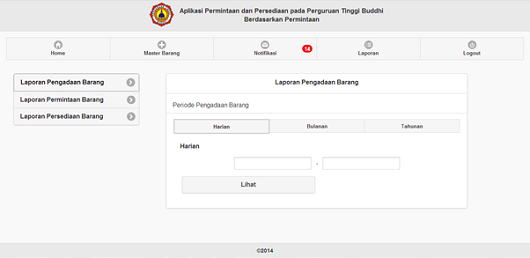 Aplikasi Permintaan dan Persediaan pada Perguruan Tinggi Buddhi
Berdasarkan Permintaan
Home
Master Barang
Notifikasi
14
Laporan
Logout
Laporan Pengadaan Barang
Laporan Permintaan Barang
Laporan Persediaan Barang
Laporan Pengadaan Barang
Periode Pengadaan Barang
Harian
Bulanan
Tahunan
Harian
-
Lihat
©2014